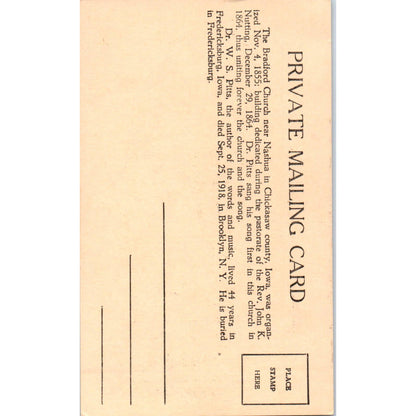 PRIVATE MAILING CARD
PLACE
STAMP
HERE
The Bradford Church near Nashua in Chickasaw county, Iowa, was organ-
ized Nov. 4, 1855; building dedicated during the pastorate of the Rev. John K.
Nutting, December 29, 1864. Dr. Pitts sang his song first in this church in
1864, thus uniting forever the church and the song.
Dr. W. S. Pitts, the author of the words and music, lived 44 years in
Fredericksburg, Iowa, and died Sept. 25, 1918, in Brooklyn, N. Y. He is buried
in Fredericksburg.